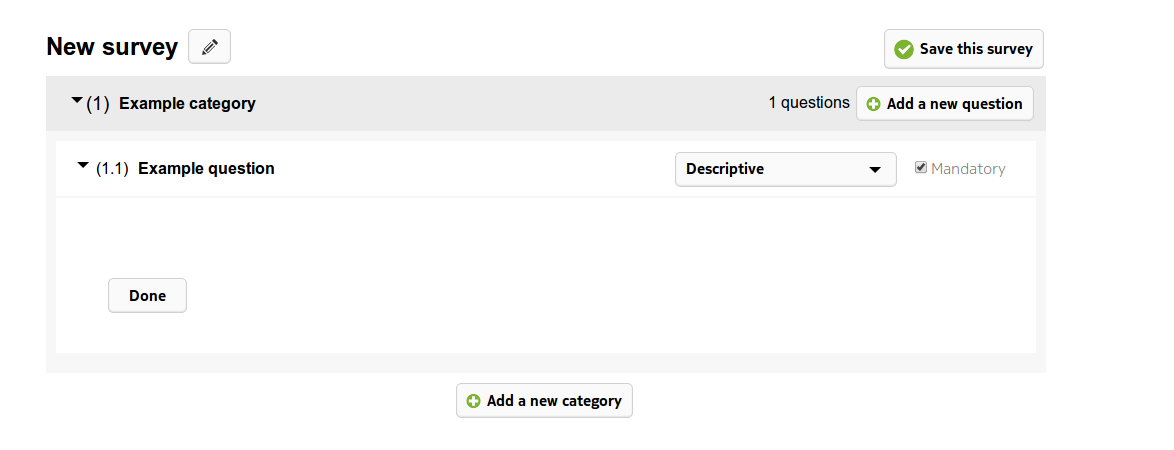 New survey
Save this survey
(1) Example category
1 questions
Add a new question
(1.1) Example question
Descriptive
Mandatory
Done
Add a new category